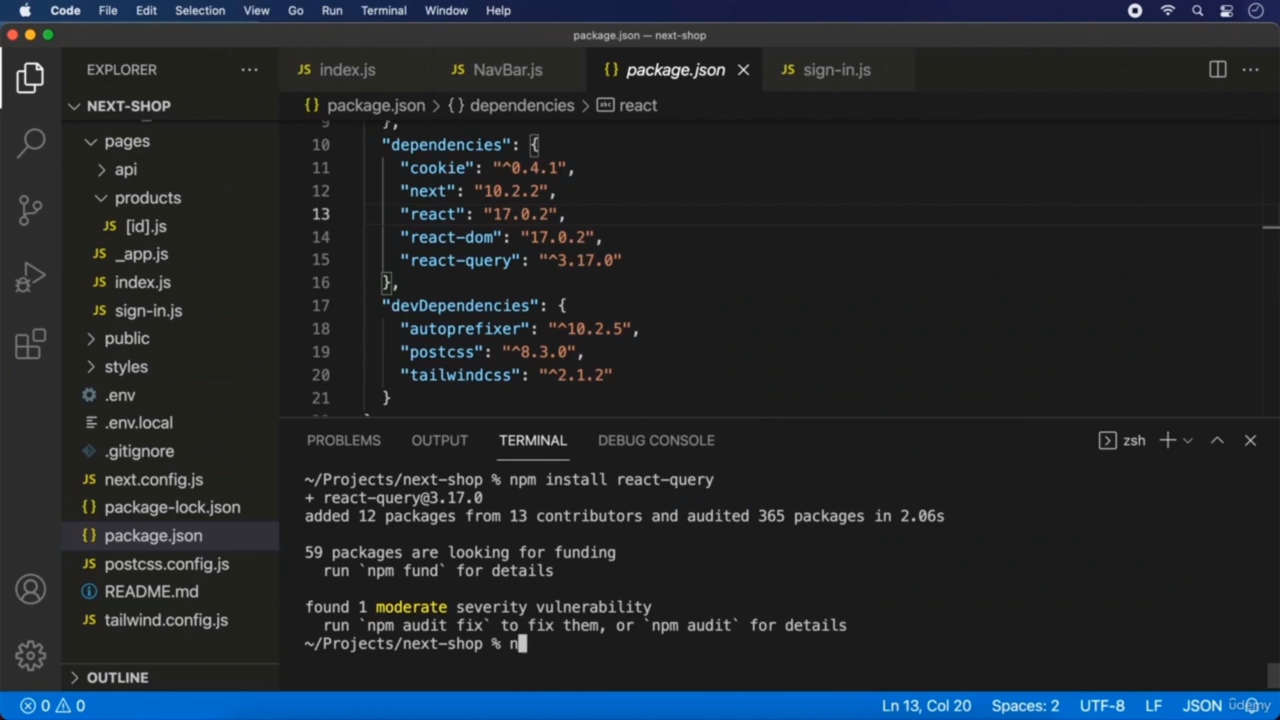 Code File Edit Selection View Go Run Terminal Window Help
package.json — next-shop
EXPLORER
index.js NavBar.js package.json sign-in.js
NEXT-SHOP
package.json > {} dependencies > react
pages
api
products
[id].js
_app.js
index.js
sign-in.js
public
styles
.env
.env.local
.gitignore
next.config.js
package-lock.json
package.json
postcss.config.js
README.md
tailwind.config.js
OUTLINE
9 },
10 "dependencies": {
11 "cookie": "^0.4.1",
12 "next": "10.2.2",
13 "react": "17.0.2",
14 "react-dom": "17.0.2",
15 "react-query": "^3.17.0"
16 },
17 "devDependencies": {
18 "autoprefixer": "^10.2.5",
19 "postcss": "^8.3.0",
20 "tailwindcss": "^2.1.2"
21 }
PROBLEMS OUTPUT TERMINAL DEBUG CONSOLE zsh
~/Projects/next-shop % npm install react-query
+ react-query@3.17.0
added 12 packages from 13 contributors and audited 365 packages in 2.06s
59 packages are looking for funding
run `npm fund` for details
found 1 moderate severity vulnerability
run `npm audit fix` to fix them, or `npm audit` for details
~/Projects/next-shop % n
0 0 Ln 13, Col 20 Spaces: 2 UTF-8 LF JSON udemy